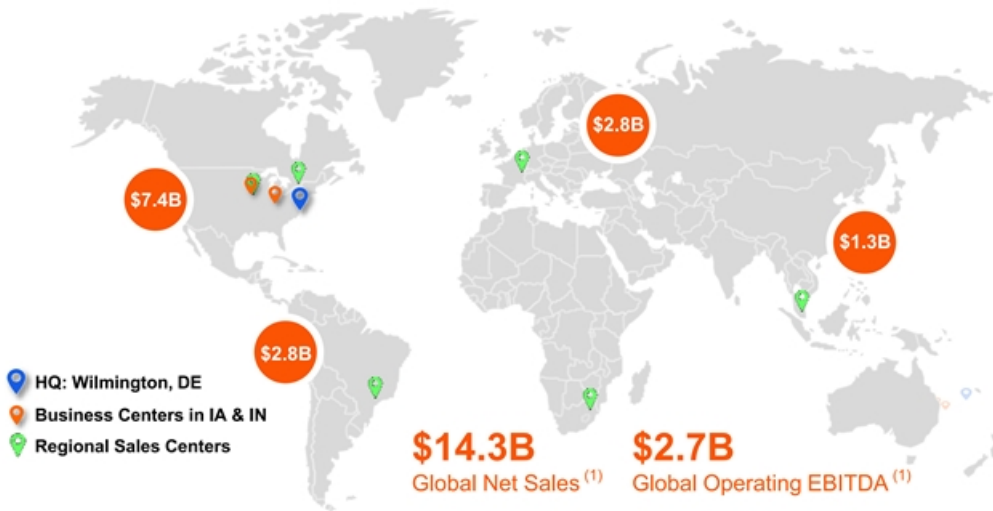 $2.8B
$7.4B
$1.3B
$2.8B
HQ: Wilmington, DE
Business Centers in IA & IN
Regional Sales Centers
$14.3B
Global Net Sales (1)
$2.7B
Global Operating EBITDA (1)